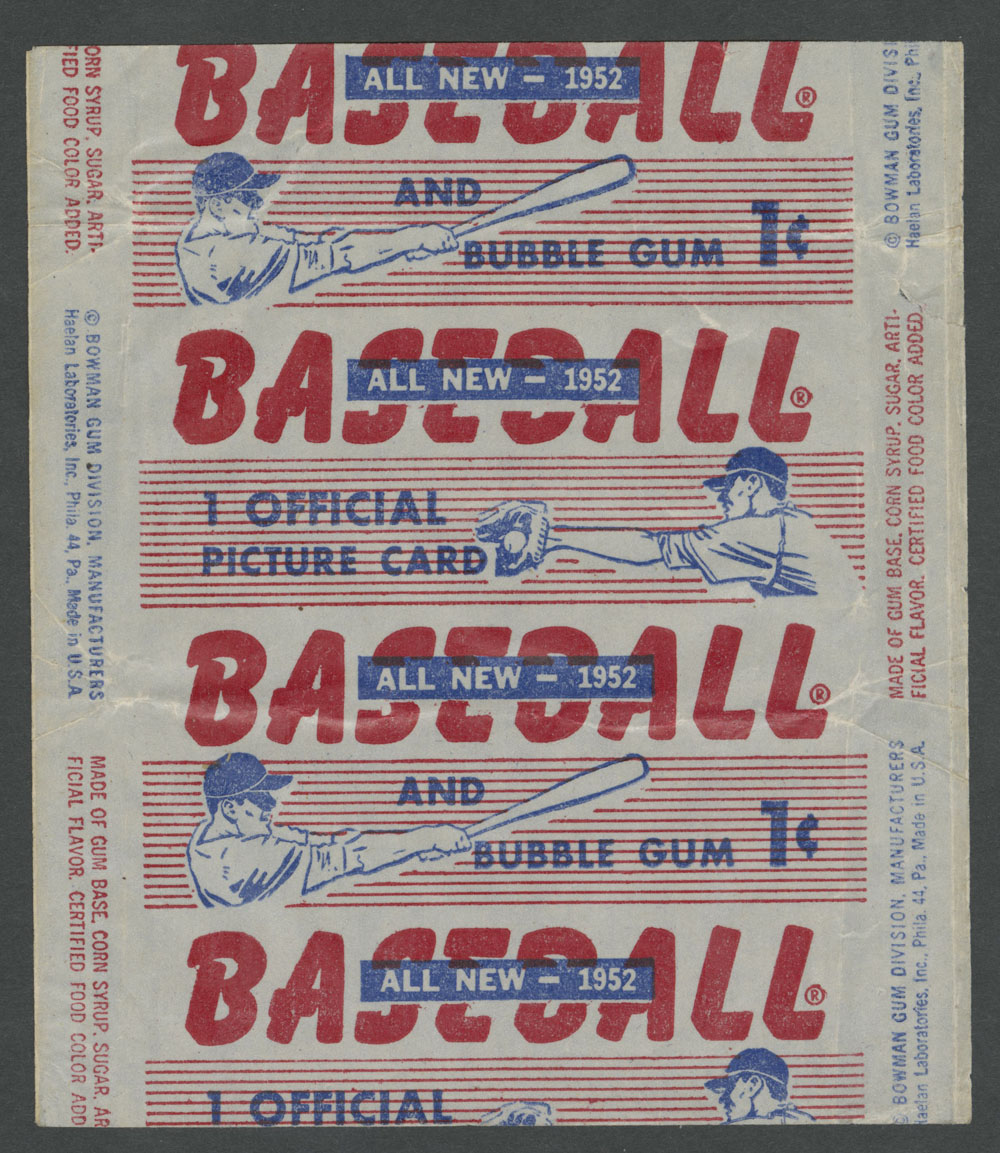 BASEBALL®
ALL NEW – 1952
AND
BUBBLE GUM 1¢
BASEBALL®
ALL NEW – 1952
1 OFFICIAL
PICTURE CARD
BASEBALL®
ALL NEW – 1952
AND
BUBBLE GUM 1¢
BASEBALL®
ALL NEW – 1952
1 OFFICIAL
ORN SYRUP, SUGAR, ARTI-
FIED FOOD COLOR ADDED.
© BOWMAN GUM DIVISION, MANUFACTURERS
Haelan Laboratories, Inc., Phila. 44, Pa. Made in U.S.A.
MADE OF GUM BASE, CORN SYRUP, SUGAR, AR
FICIAL FLAVOR, CERTIFIED FOOD COLOR ADD
© BOWMAN GUM DIVIS
Haelan Laboratories, Inc., Phi
MADE OF GUM BASE, CORN SYRUP, SUGAR, ARTI-
FICIAL FLAVOR, CERTIFIED FOOD COLOR ADDED.
© BOWMAN GUM DIVISION, MANUFACTURERS
Haelan Laboratories, Inc., Phila. 44, Pa. Made in U.S.A.